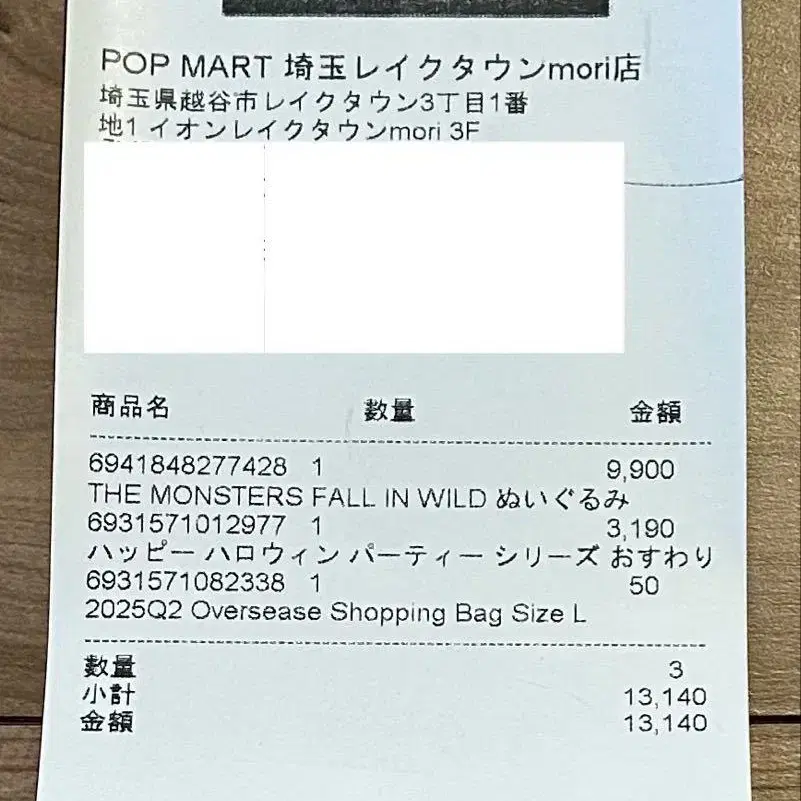 POP MART 埼玉レイクタウンmori店
埼玉県越谷市レイクタウン3丁目1番
地1 イオンレイクタウンmori 3F
商品名 数量 金額
6941848277428 1 9,900
THE MONSTERS FALL IN WILD ぬいぐるみ
6931571012977 1 3,190
ハッピー ハロウィン パーティー シリーズ おすわり
6931571082338 1 50
2025Q2 Oversease Shopping Bag Size L
数量 3
小計 13,140
金額 13,140